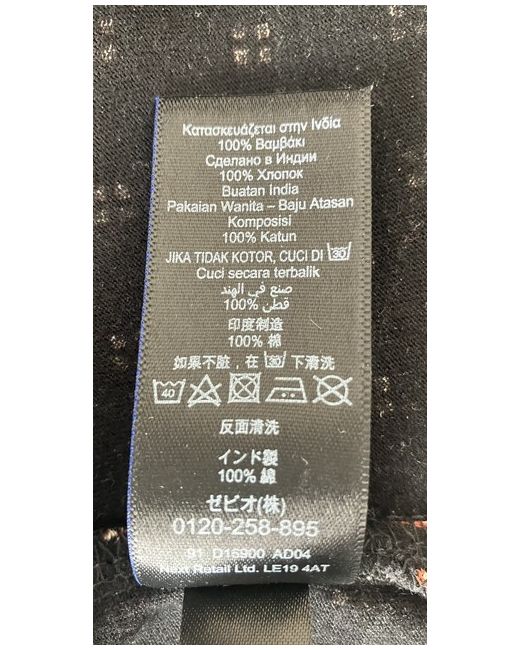 Κατασκευάζεται στην Ινδία
100% Βαμβάκι
Сделано в Индии
100% Хлопок
Buatan India
Pakaian Wanita – Baju Atasan
Komposisi
100% Katun
JIKA TIDAK KOTOR, CUCI DI 30
Cuci secara terbalik
صنع في الهند
100% قطن
印度制造
100% 棉
如果不脏，在 30 下清洗
40
反面清洗
インド製
100% 綿
ゼビオ(株)
0120-258-895
91 D16900 AD04
Next Retail Ltd. LE19 4AT